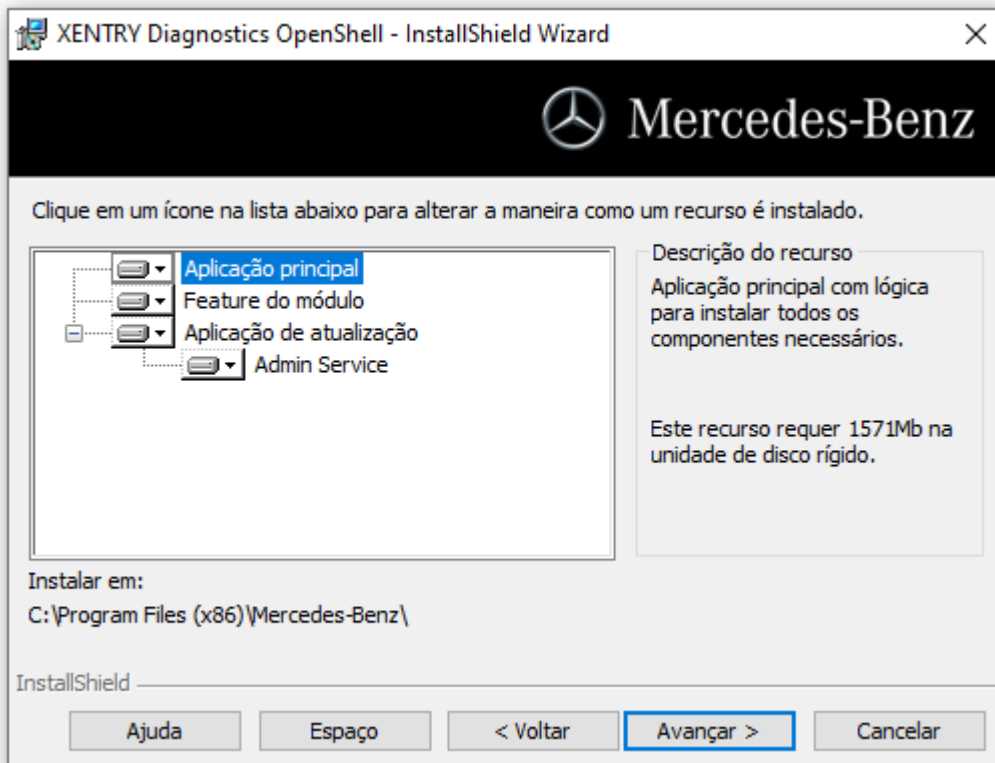 XENTRY Diagnostics OpenShell - InstallShield Wizard
Mercedes-Benz
Clique em um ícone na lista abaixo para alterar a maneira como um recurso é instalado.
Aplicação principal
Feature do módulo
Aplicação de atualização
Admin Service
Descrição do recurso
Aplicação principal com lógica
para instalar todos os
componentes necessários.
Este recurso requer 1571Mb na
unidade de disco rígido.
Instalar em:
C:\Program Files (x86)\Mercedes-Benz\
InstallShield
Ajuda
Espaço
< Voltar
Avançar >
Cancelar